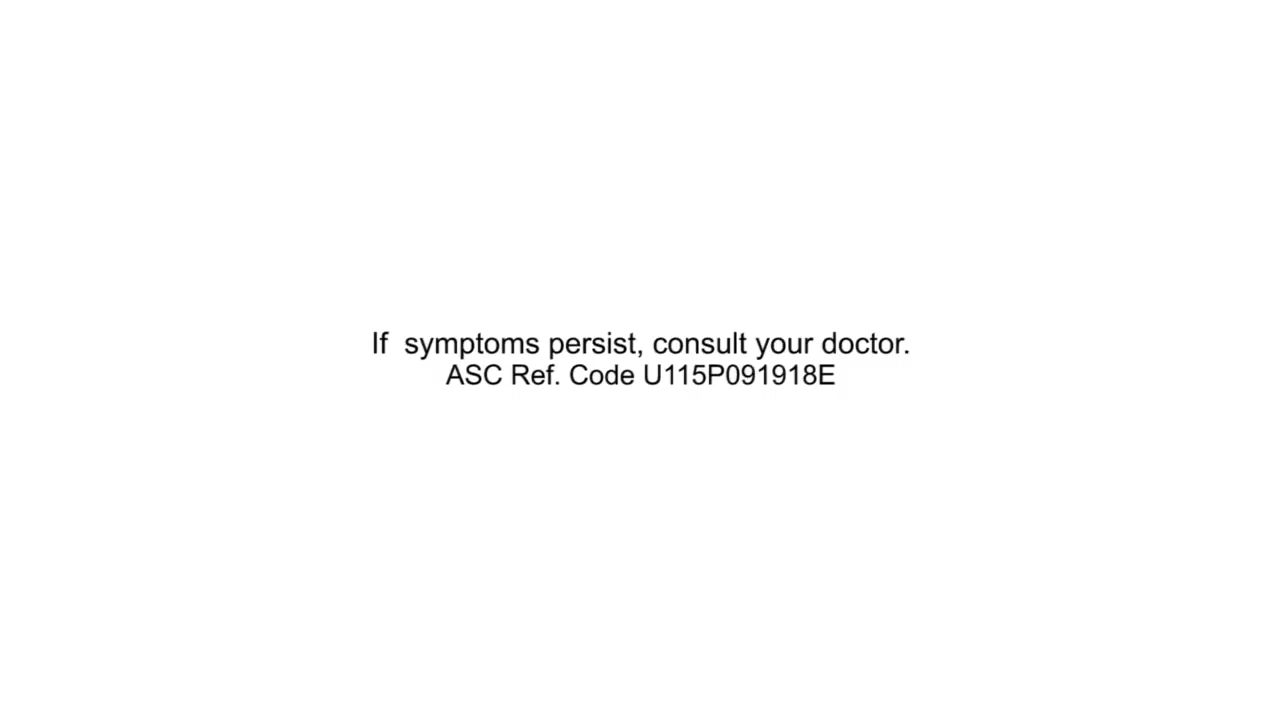 If  symptoms persist, consult your doctor.
ASC Ref. Code U115P091918E